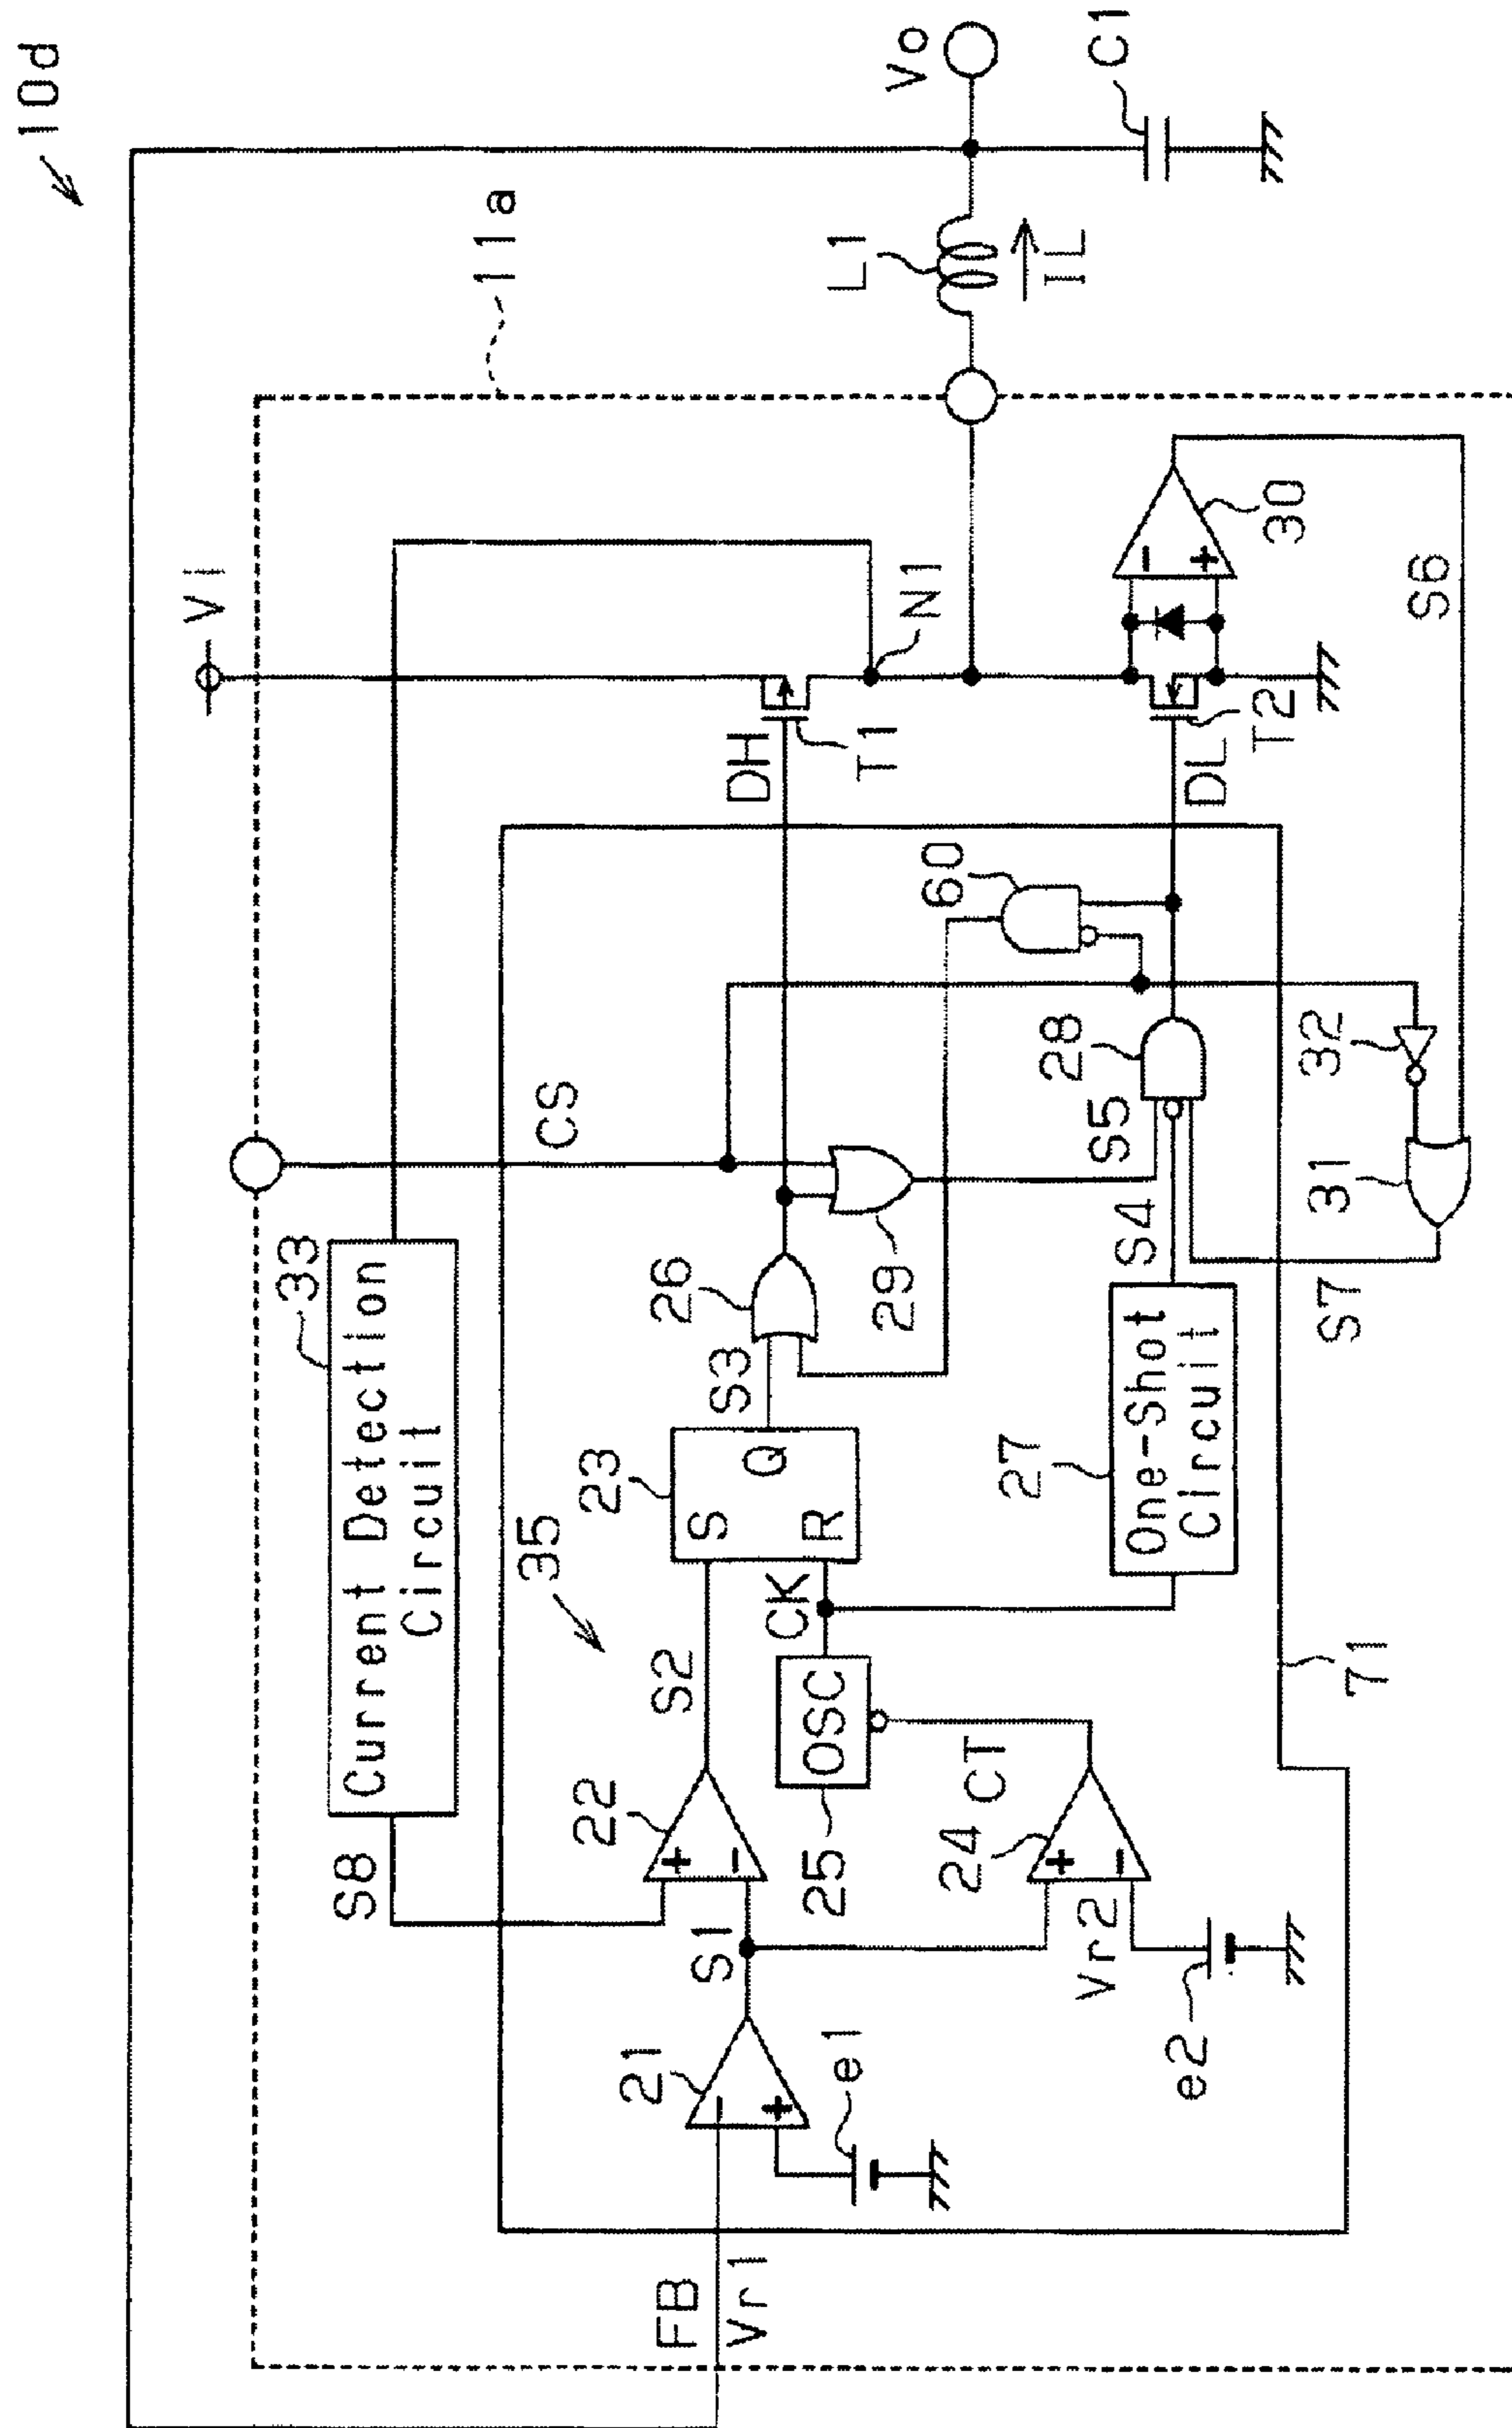 10d
11a
Vi
33
Current Detection
Circuit
S8
CS
35
FB
Vr1
21
e1
S1
22
S2
23
S
R
Q
S3
26
DH
T1
N1
L1
IL
Vo
C1
25
OSC
CK
29
60
24
CT
Vr2
e2
27
One-Shot
Circuit
S4
S5
28
DL
T2
30
71
S7
31
32
S6